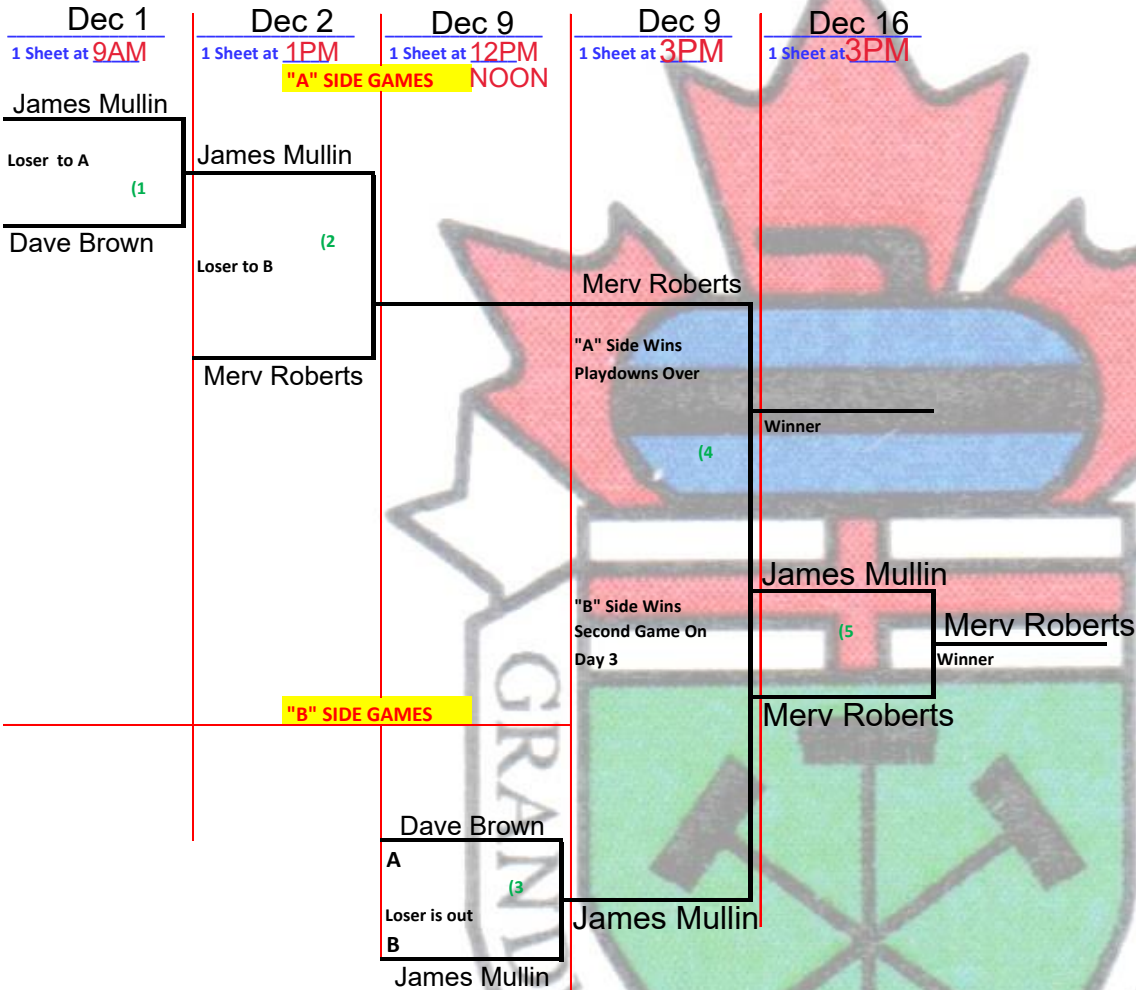 Dec 1
Dec 2
Dec 9
Dec 9
Dec 16
1 Sheet at 9AM
1 Sheet at 1PM
1 Sheet at 12PM
NOON
1 Sheet at 3PM
1 Sheet at 3PM
"A" SIDE GAMES
James Mullin
Loser to A
(1
Dave Brown
James Mullin
(2
Loser to B
Merv Roberts
Merv Roberts
"A" Side Wins
Playdowns Over
(4
Winner
James Mullin
"B" Side Wins
Second Game On
Day 3
(5
Merv Roberts
Winner
Merv Roberts
"B" SIDE GAMES
Dave Brown
A
(3
Loser is out
B
James Mullin
James Mullin
GRAND